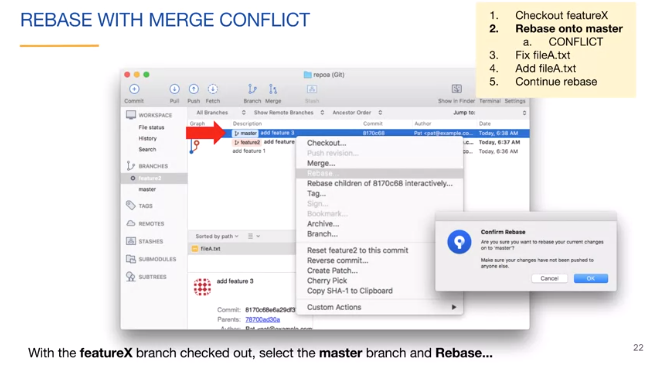 REBASE WITH MERGE CONFLICT
1. Checkout featureX
2. Rebase onto master
a. CONFLICT
3. Fix fileA.txt
4. Add fileA.txt
5. Continue rebase
repoa (Git)
Commit Pull Push Fetch Branch Merge Stash Show in Finder Terminal Settings
All Branches Show Remote Branches Ancestor Order Jump to:
Graph Description Commit Author Date
master add feature 3 8170c68 Pat <pat@example.co... Today, 6:38 AM
feature2 add feature Today, 6:37 AM
add feature 1 Today, 6:36 AM
WORKSPACE
File status
History
Search
BRANCHES
feature2
master
TAGS
REMOTES
STASHES
SUBMODULES
SUBTREES
Checkout...
Push revision...
Merge...
Rebase...
Rebase children of 8170c68 interactively...
Tag...
Sign...
Bookmark...
Archive...
Branch...
Reset feature2 to this commit
Reverse commit...
Create Patch...
Cherry Pick
Copy SHA-1 to Clipboard
Custom Actions
Sorted by path
fileA.txt
add feature 3
Commit: 8170c68e6a29df3
Parents: 76700ad30a
Confirm Rebase
Are you sure you want to rebase your current changes
on to 'master'?
Make sure your changes have not been pushed to
anyone else.
Cancel OK
With the featureX branch checked out, select the master branch and Rebase...
22